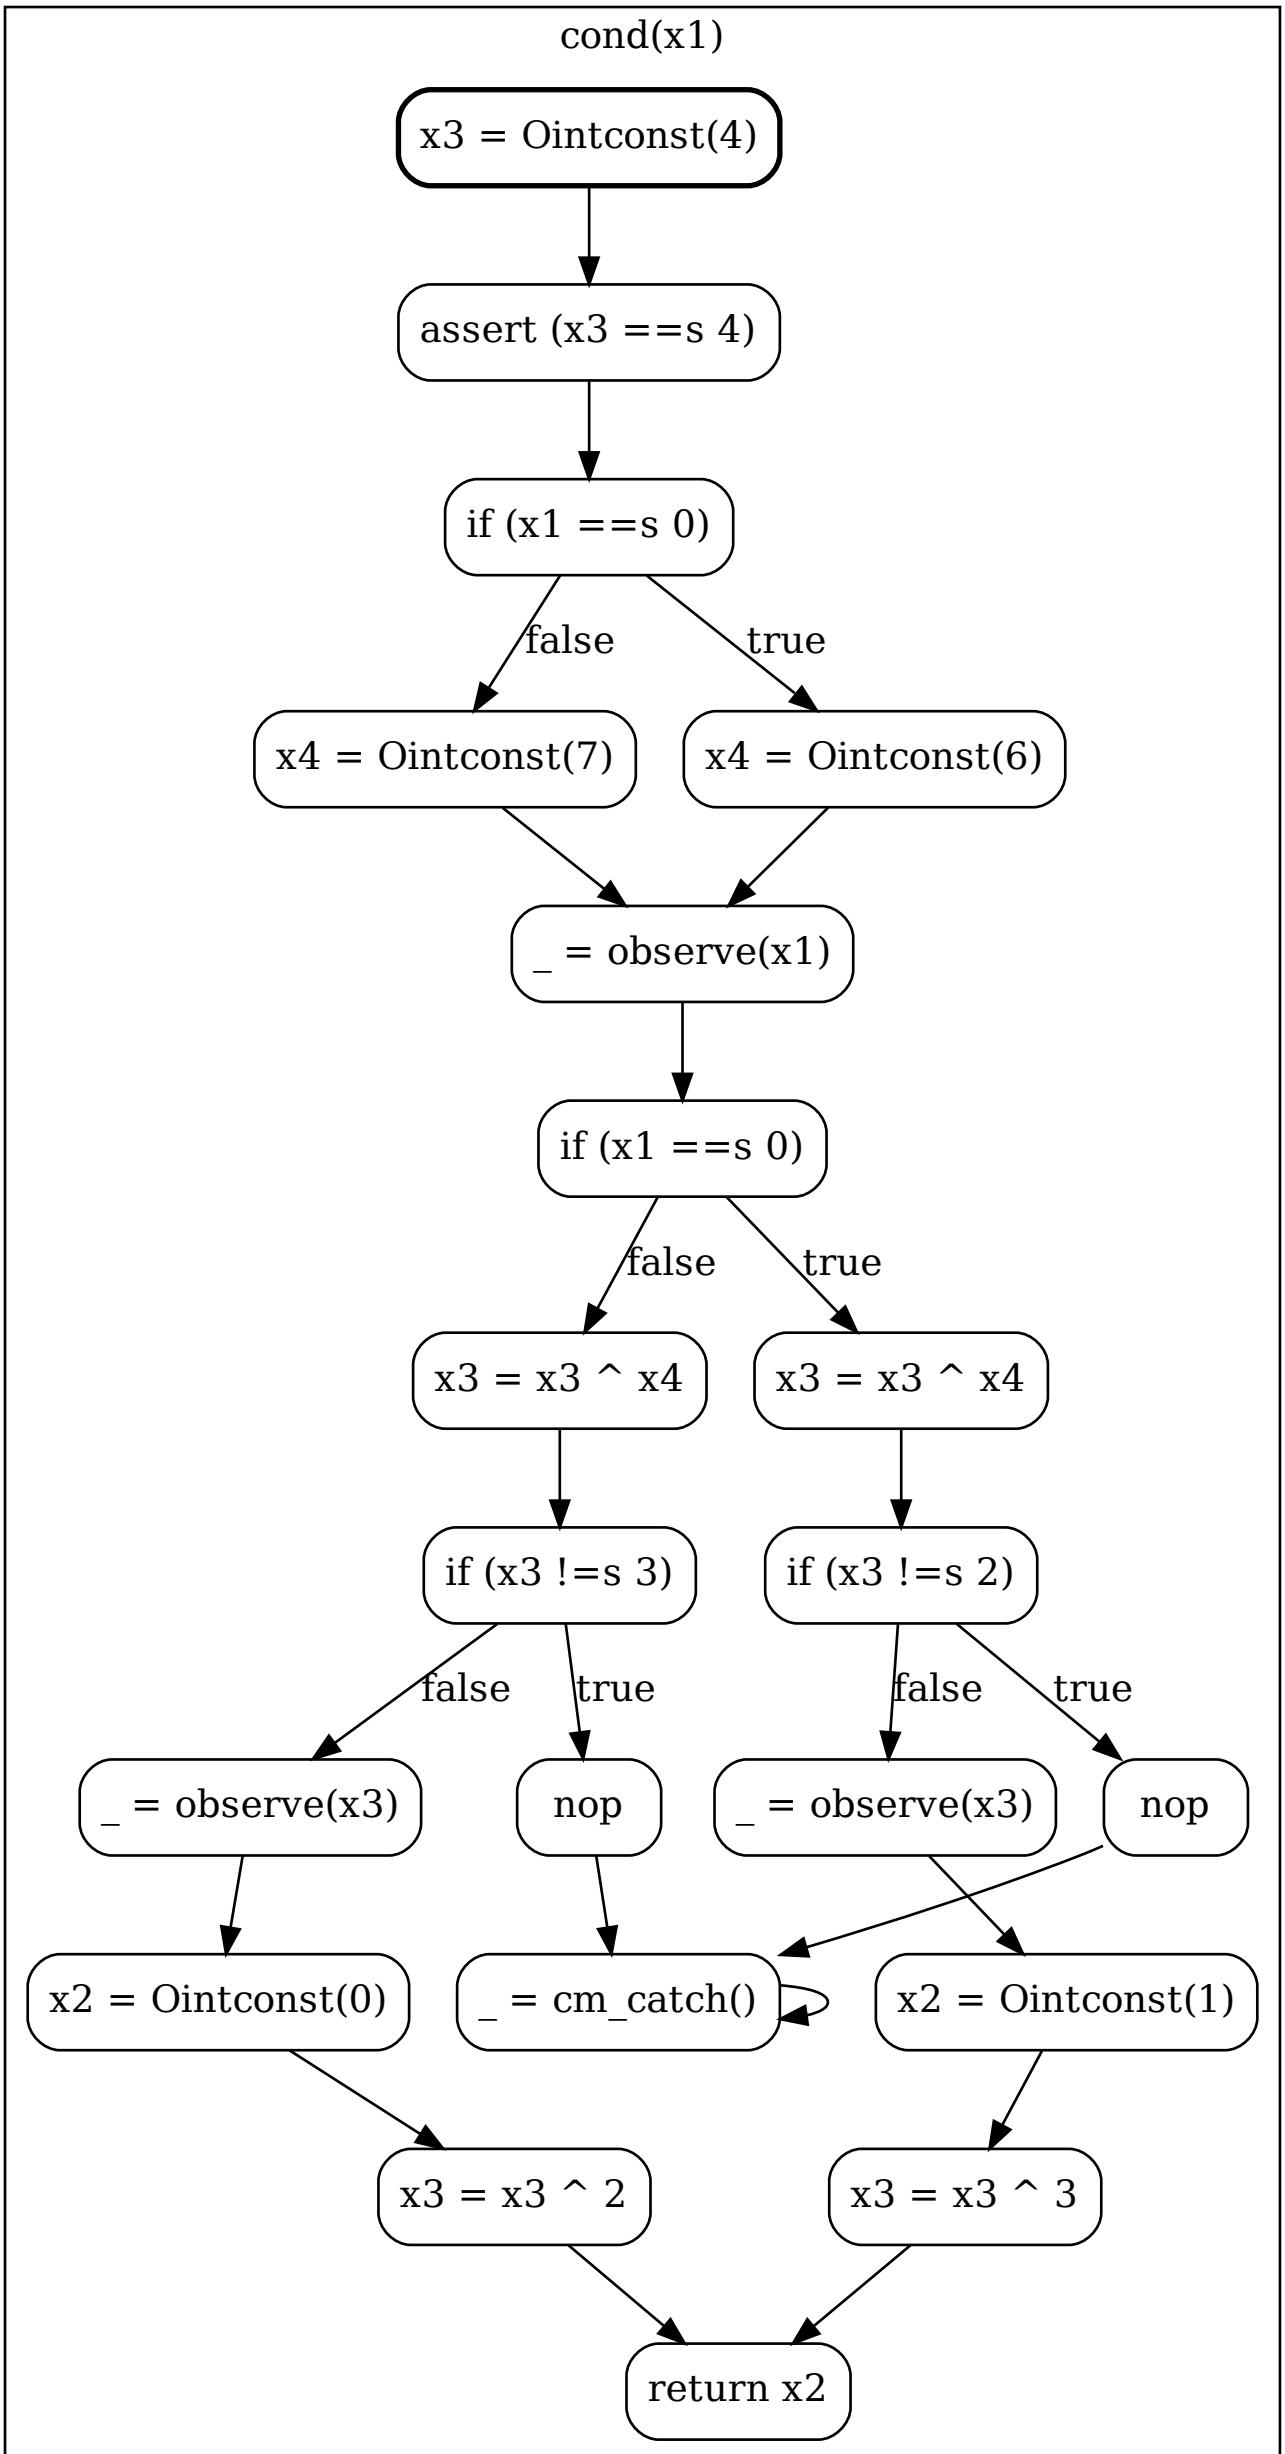 cond(x1)
x3 = Ointconst(4)
assert (x3 ==s 4)
if (x1 ==s 0)
false
true
x4 = Ointconst(7)
x4 = Ointconst(6)
_ = observe(x1)
if (x1 ==s 0)
false
true
x3 = x3 ^ x4
x3 = x3 ^ x4
if (x3 !=s 3)
if (x3 !=s 2)
false
true
false
true
_ = observe(x3)
nop
_ = observe(x3)
nop
x2 = Ointconst(0)
_ = cm_catch()
x2 = Ointconst(1)
x3 = x3 ^ 2
x3 = x3 ^ 3
return x2